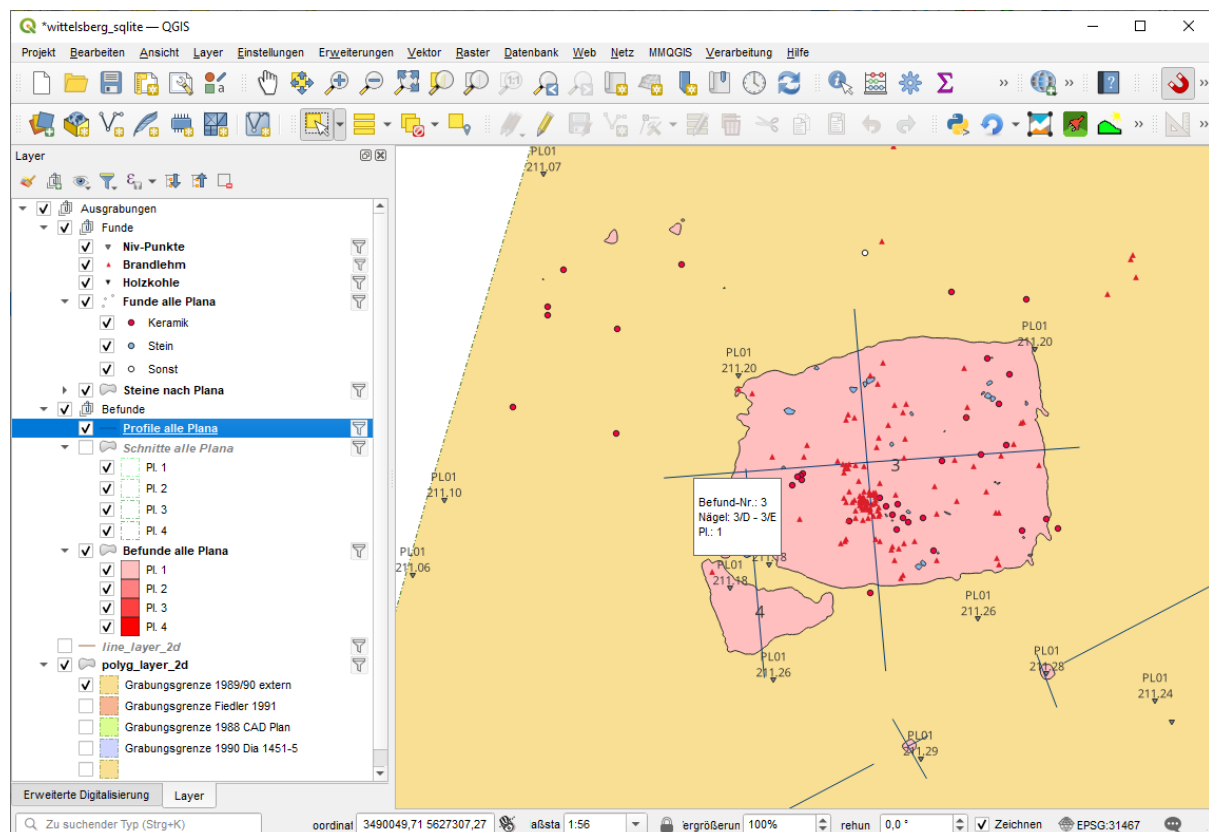 *wittelsberg_sqlite — QGIS
Projekt Bearbeiten Ansicht Layer Einstellungen Erweiterungen Vektor Raster Datenbank Web Netz MMQGIS Verarbeitung Hilfe
Layer
Ausgrabungen
Funde
Niv-Punkte
Brandlehm
Holzkohle
Funde alle Plana
Keramik
Stein
Sonst
Steine nach Plana
Befunde
Profile alle Plana
Schnitte alle Plana
Pl. 1
Pl. 2
Pl. 3
Pl. 4
Befunde alle Plana
Pl. 1
Pl. 2
Pl. 3
Pl. 4
line_layer_2d
polyg_layer_2d
Grabungsgrenze 1989/90 extern
Grabungsgrenze Fiedler 1991
Grabungsgrenze 1988 CAD Plan
Grabungsgrenze 1990 Dia 1451-5
Erweiterte Digitalisierung Layer
PL01
211.07
PL01
211.20
PL01
211.20
3
PL01
211.10
Befund-Nr.: 3
Nägel: 3/D - 3/E
Pl.: 1
PL01
211.06
PL01
211.18
4
PL01
211.26
PL01
211.26
PL01
211.28
PL01
211.24
PL01
211.29
Zu suchender Typ (Strg+K) oordinat 3490049,71 5627307,27 aßsta 1:56 ergrößerun 100% rehun 0,0 ° Zeichnen EPSG:31467